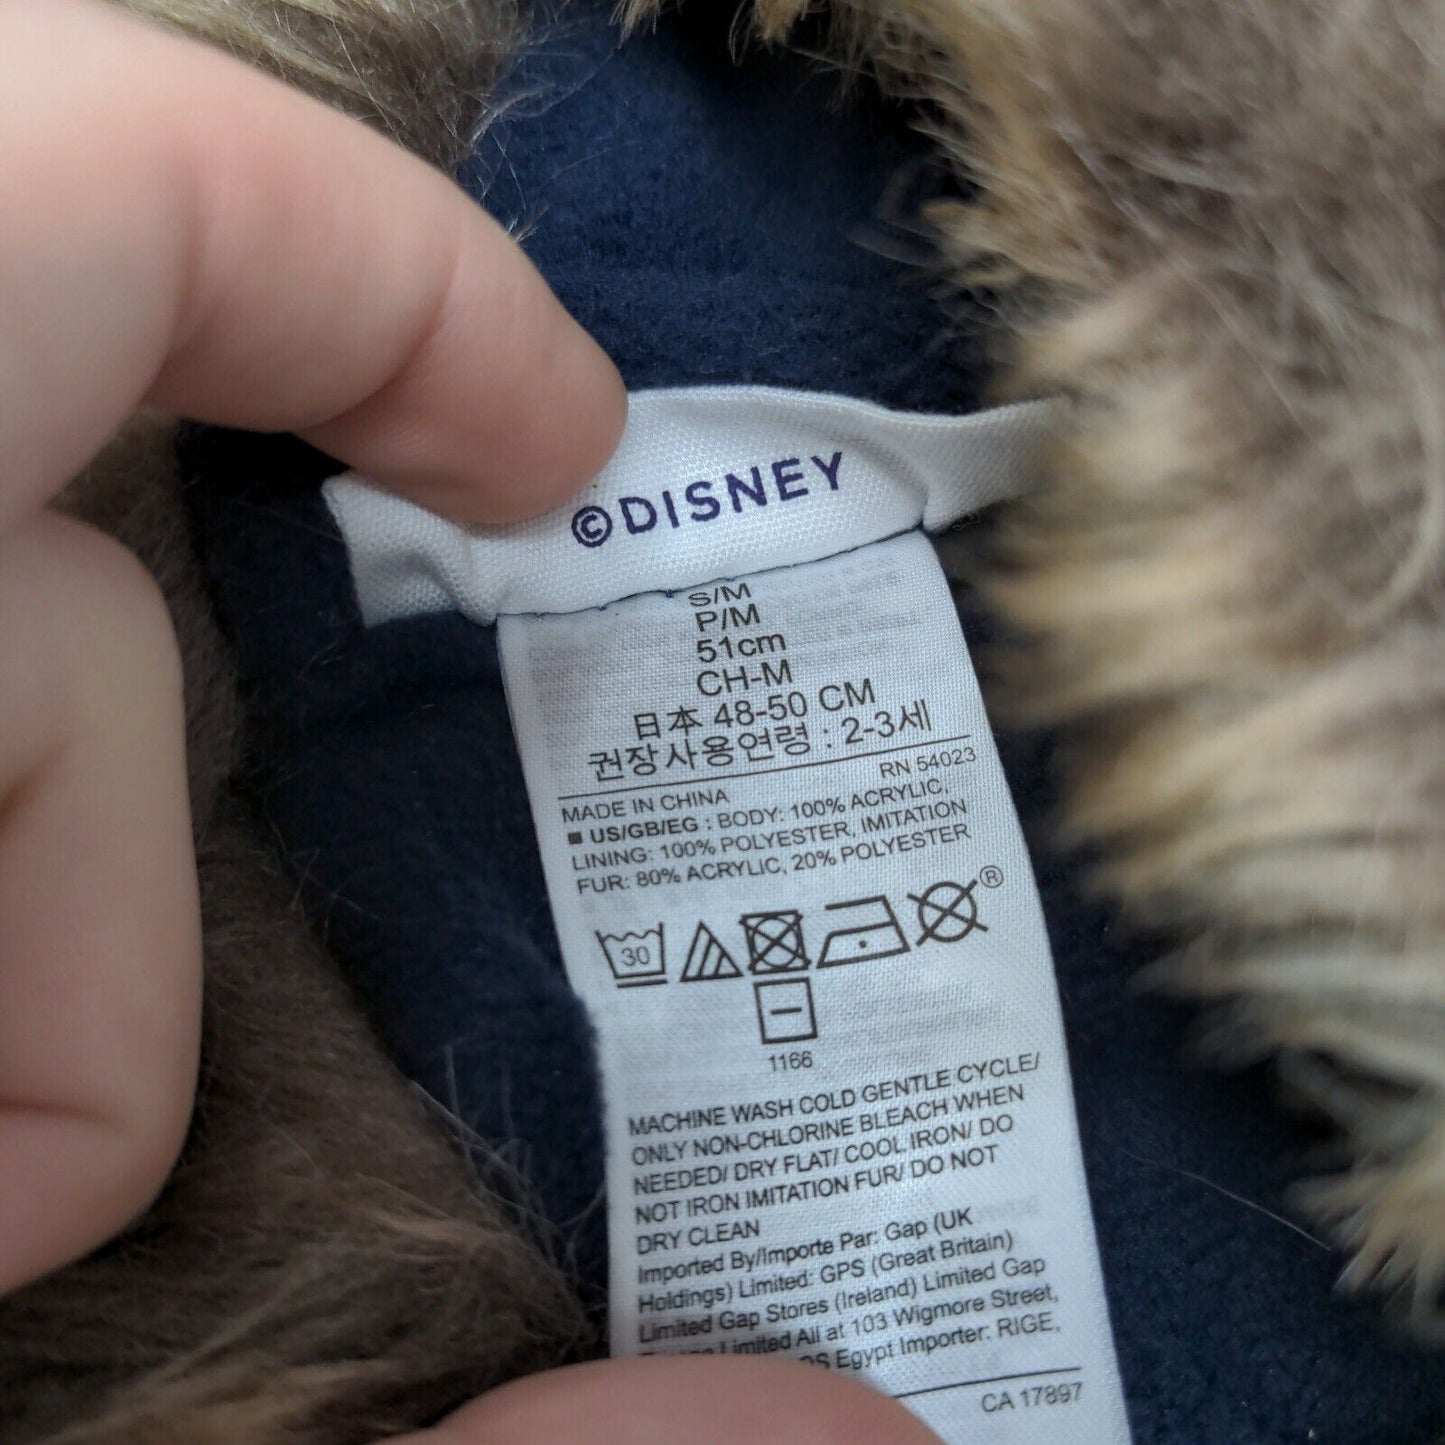 ©DISNEY
S/M
P/M
51cm
CH-M
日本 48-50 CM
권장사용연령 : 2-3세
RN 54023
MADE IN CHINA
US/GB/EG : BODY: 100% ACRYLIC,
LINING: 100% POLYESTER, IMITATION
FUR: 80% ACRYLIC, 20% POLYESTER
30
®
1166
MACHINE WASH COLD GENTLE CYCLE/
ONLY NON-CHLORINE BLEACH WHEN
NEEDED/ DRY FLAT/ COOL IRON/ DO
NOT IRON IMITATION FUR/ DO NOT
DRY CLEAN
Imported By/Importe Par: Gap (UK
Holdings) Limited: GPS (Great Britain)
Limited Gap Stores (Ireland) Limited Gap
Limited All at 103 Wigmore Street,
Egypt Importer: RIGE,
CA 17897